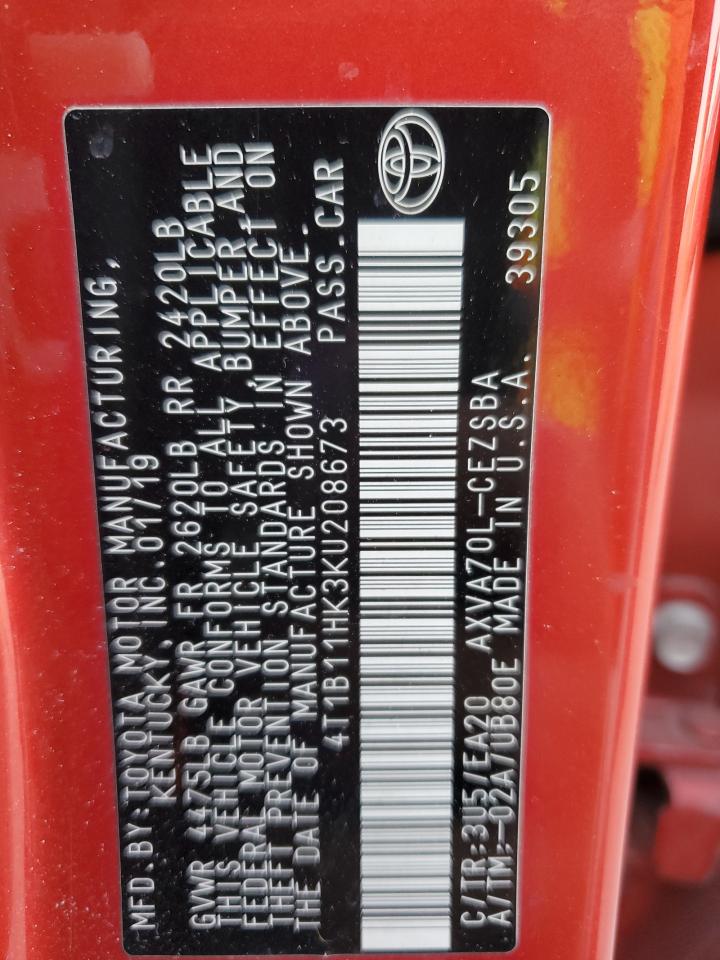 MFD.BY:TOYOTA MOTOR MANUFACTURING,
KENTUCKY, INC.01/19
GVWR 4475LB GAWR FR 2620LB RR 2420LB
THIS VEHICLE CONFORMS TO ALL APPLICABLE
FEDERAL MOTOR VEHICLE SAFETY, BUMPER, AND
THEFT PREVENTION STANDARDS IN EFFECT ON
THE DATE OF MANUFACTURE SHOWN ABOVE.
4T1B11HK3KU208673 PASS.CAR
C/TR:3U5/EA20 AXVA70L-CEZSBA 39305
A/TM:-02A/UB80E MADE IN U.S.A.